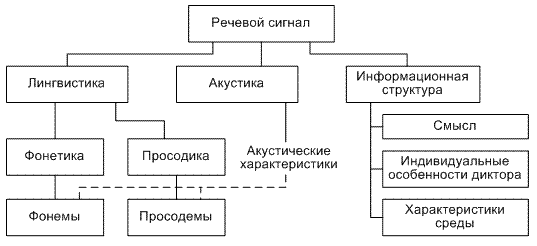 Речевой сигнал
Лингвистика
Акустика
Информационная
структура
Смысл
Фонетика
Просодика
Акустические
характеристики
Индивидуальные
особенности диктора
Фонемы
Просодемы
Характеристики
среды